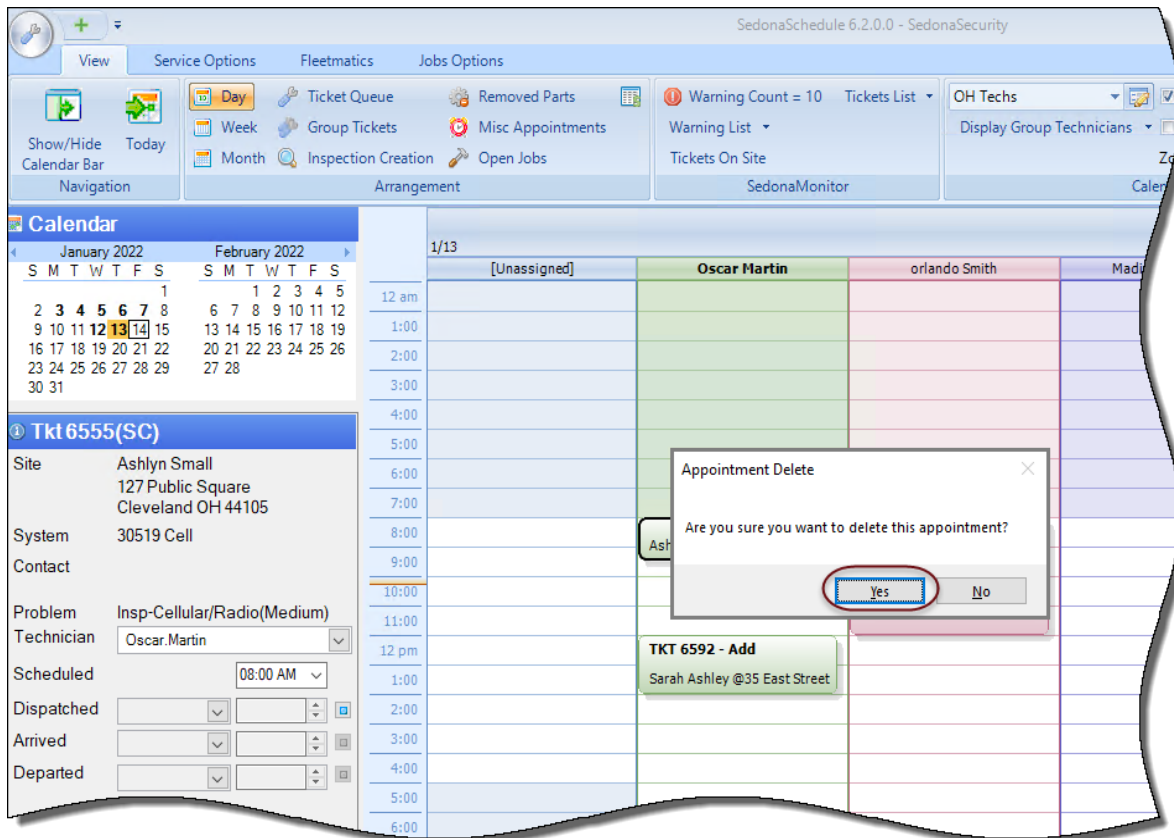 SedonaSchedule 6.2.0.0 - SedonaSecurity
View Service Options Fleetmatics Jobs Options
Show/Hide Calendar Bar
Today
Navigation
Day Ticket Queue Removed Parts
Week Group Tickets Misc Appointments
Month Inspection Creation Open Jobs
Arrangement
Warning Count = 10 Tickets List
Warning List
Tickets On Site
SedonaMonitor
OH Techs
Display Group Technicians
Calendar
January 2022 February 2022
S M T W T F S S M T W T F S
1 1 2 3 4 5
2 3 4 5 6 7 8 6 7 8 9 10 11 12
9 10 11 12 13 14 15 13 14 15 16 17 18 19
16 17 18 19 20 21 22 20 21 22 23 24 25 26
23 24 25 26 27 28 29 27 28
30 31
Tkt 6555(SC)
Site Ashlyn Small
127 Public Square
Cleveland OH 44105
System 30519 Cell
Contact
Problem Insp-Cellular/Radio(Medium)
Technician Oscar.Martin
Scheduled 08:00 AM
Dispatched
Arrived
Departed
1/13
[Unassigned] Oscar Martin orlando Smith Madi
12 am
1:00
2:00
3:00
4:00
5:00
6:00
7:00
8:00
9:00
10:00
11:00
12 pm
1:00
2:00
3:00
4:00
5:00
6:00
Ash
Appointment Delete
Are you sure you want to delete this appointment?
Yes No
TKT 6592 - Add
Sarah Ashley @35 East Street